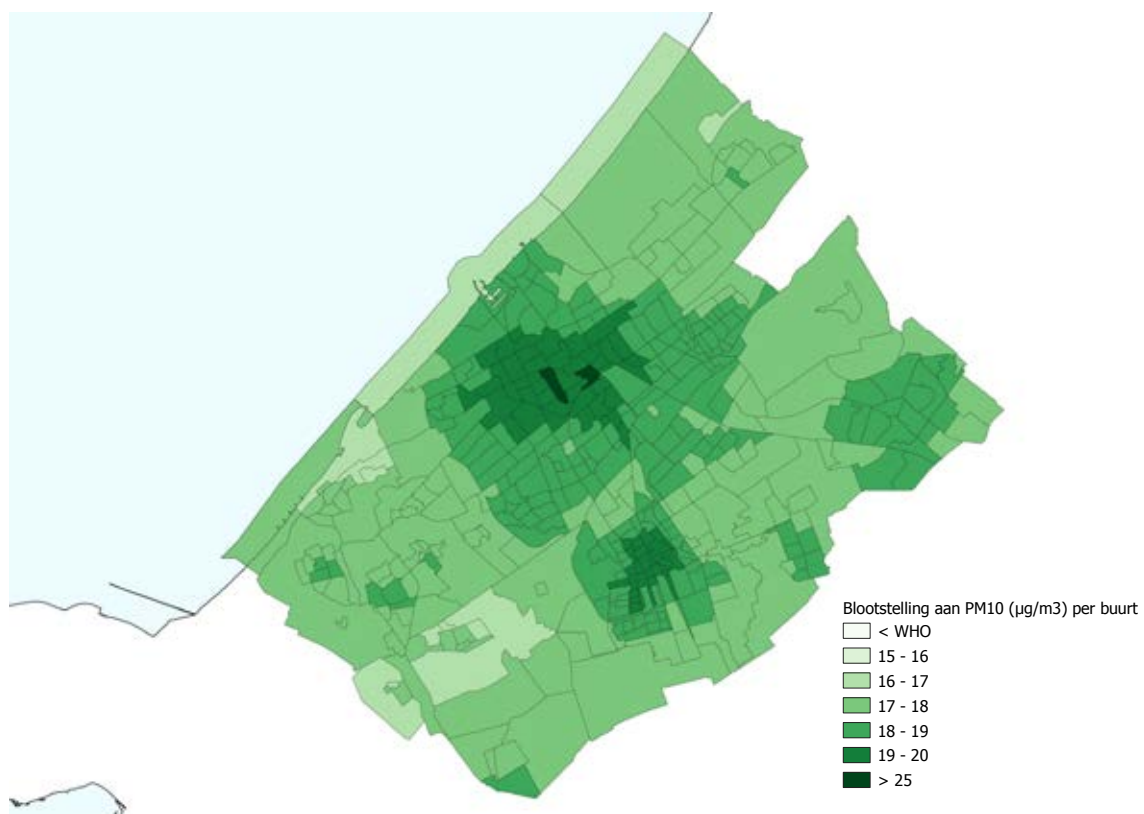 Blootstelling aan PM10 (µg/m3) per buurt
< WHO
15 - 16
16 - 17
17 - 18
18 - 19
19 - 20
> 25